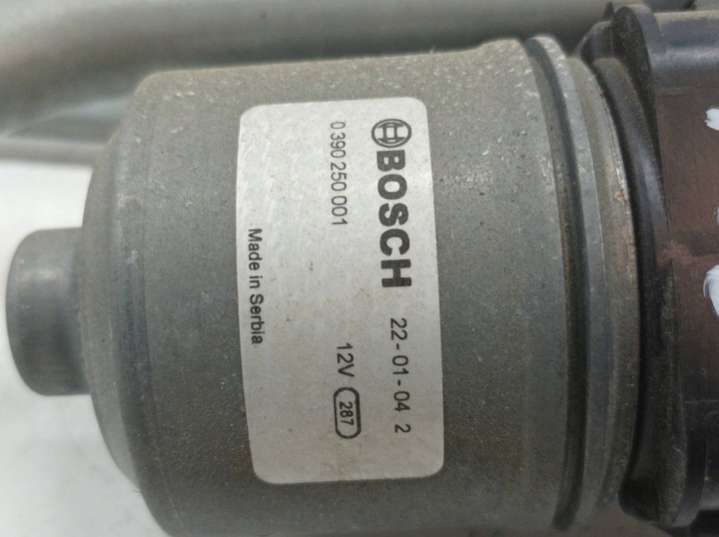 BOSCH 22-01-04 2
0 390 250 001 12V 287
Made in Serbia